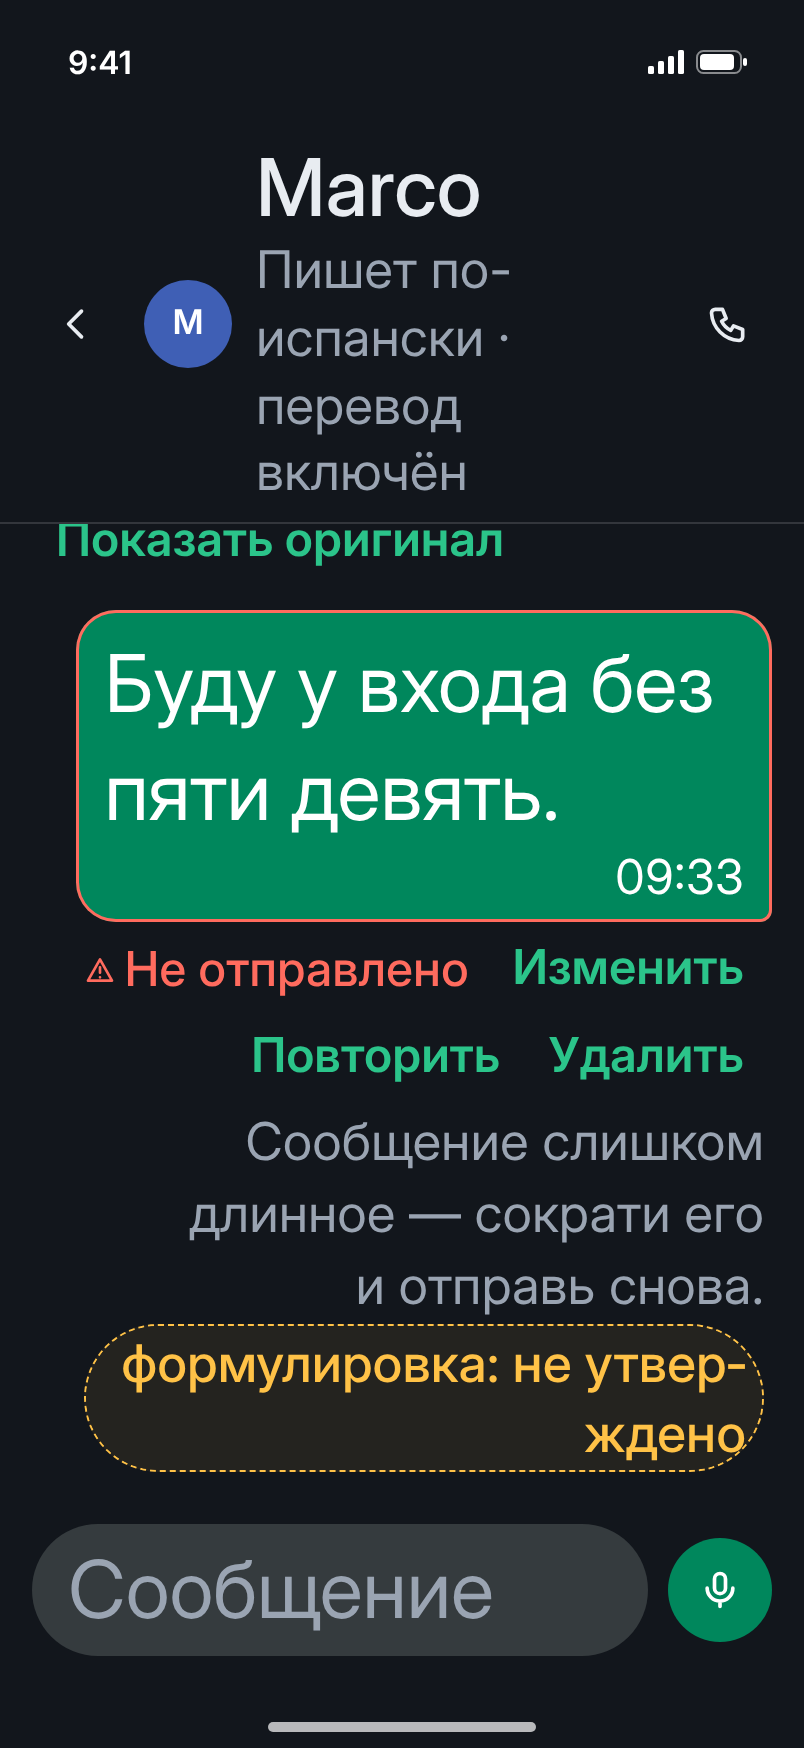 9:41
Marco
Пишет по-
испански ·
перевод
включён
M
Показать оригинал
Буду у входа без
пяти девять.
09:33
Не отправлено Изменить
Повторить Удалить
Сообщение слишком
длинное — сократи его
и отправь снова.
формулировка: не утвер-
ждено
Сообщение